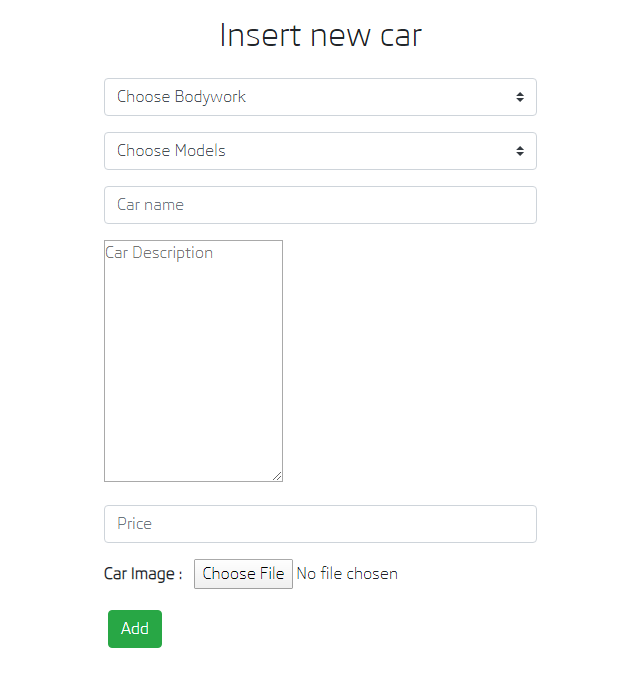 Insert new car
Choose Bodywork
Choose Models
Car name
Car Description
Price
Car Image : Choose File No file chosen
Add